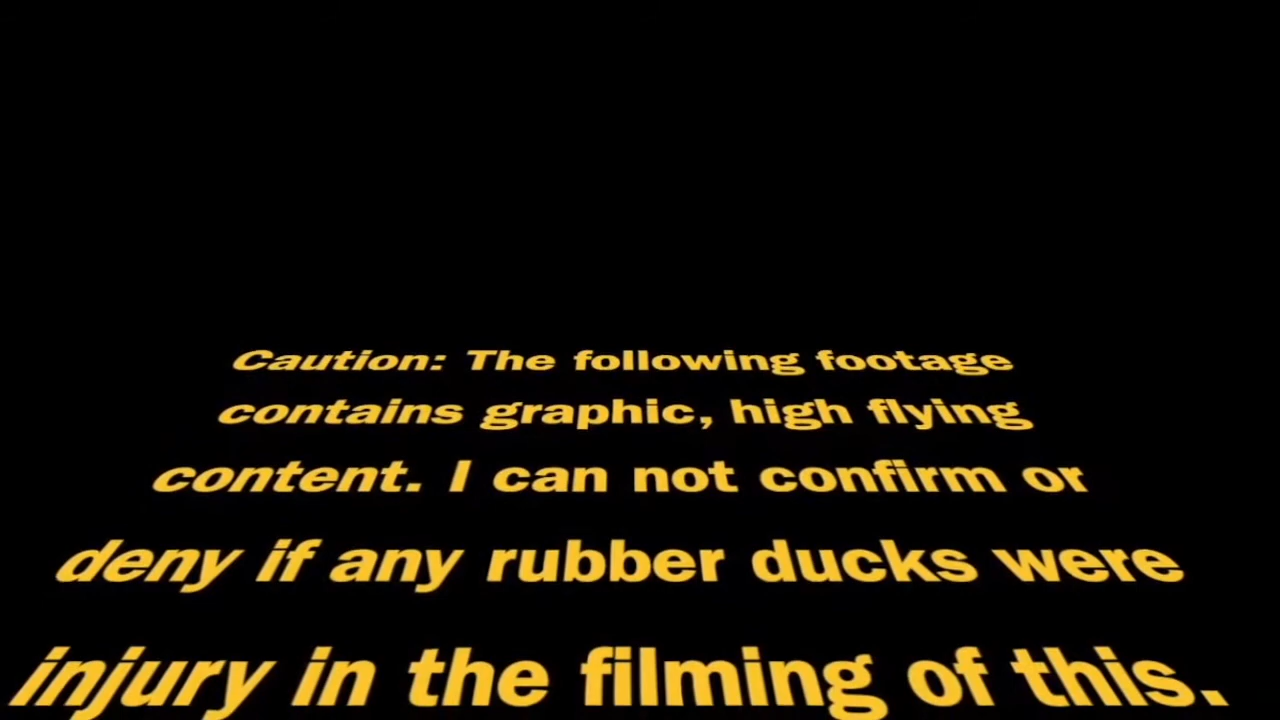 Caution: The following footage
contains graphic, high flying
content. I can not confirm or
deny if any rubber ducks were
injury in the filming of this.